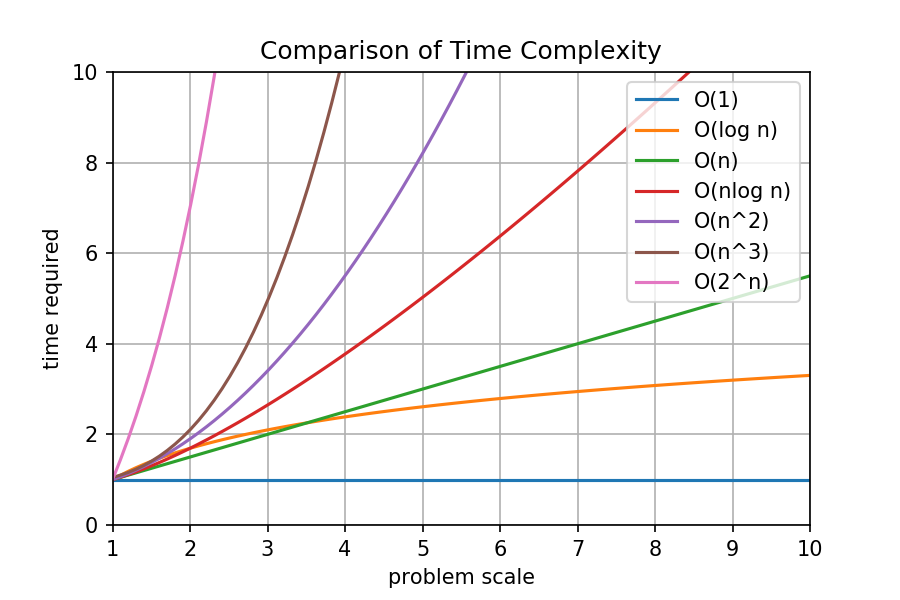 Comparison of Time Complexity
10
8
6
4
2
0
time required
O(1)
O(log n)
O(n)
O(nlog n)
O(n^2)
O(n^3)
O(2^n)
1 2 3 4 5 6 7 8 9 10
problem scale